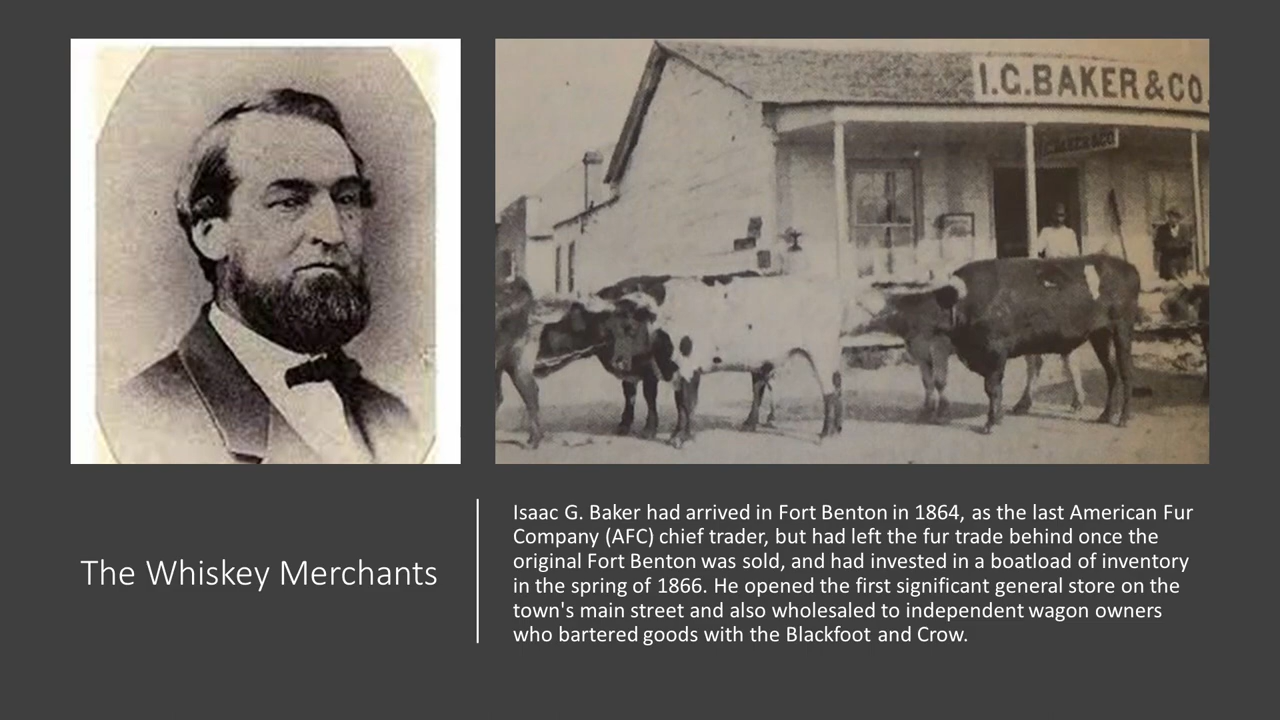 I.G.BAKER&CO.
I.G.BAKER&CO
The Whiskey Merchants
Isaac G. Baker had arrived in Fort Benton in 1864, as the last American Fur
Company (AFC) chief trader, but had left the fur trade behind once the
original Fort Benton was sold, and had invested in a boatload of inventory
in the spring of 1866. He opened the first significant general store on the
town's main street and also wholesaled to independent wagon owners
who bartered goods with the Blackfoot and Crow.